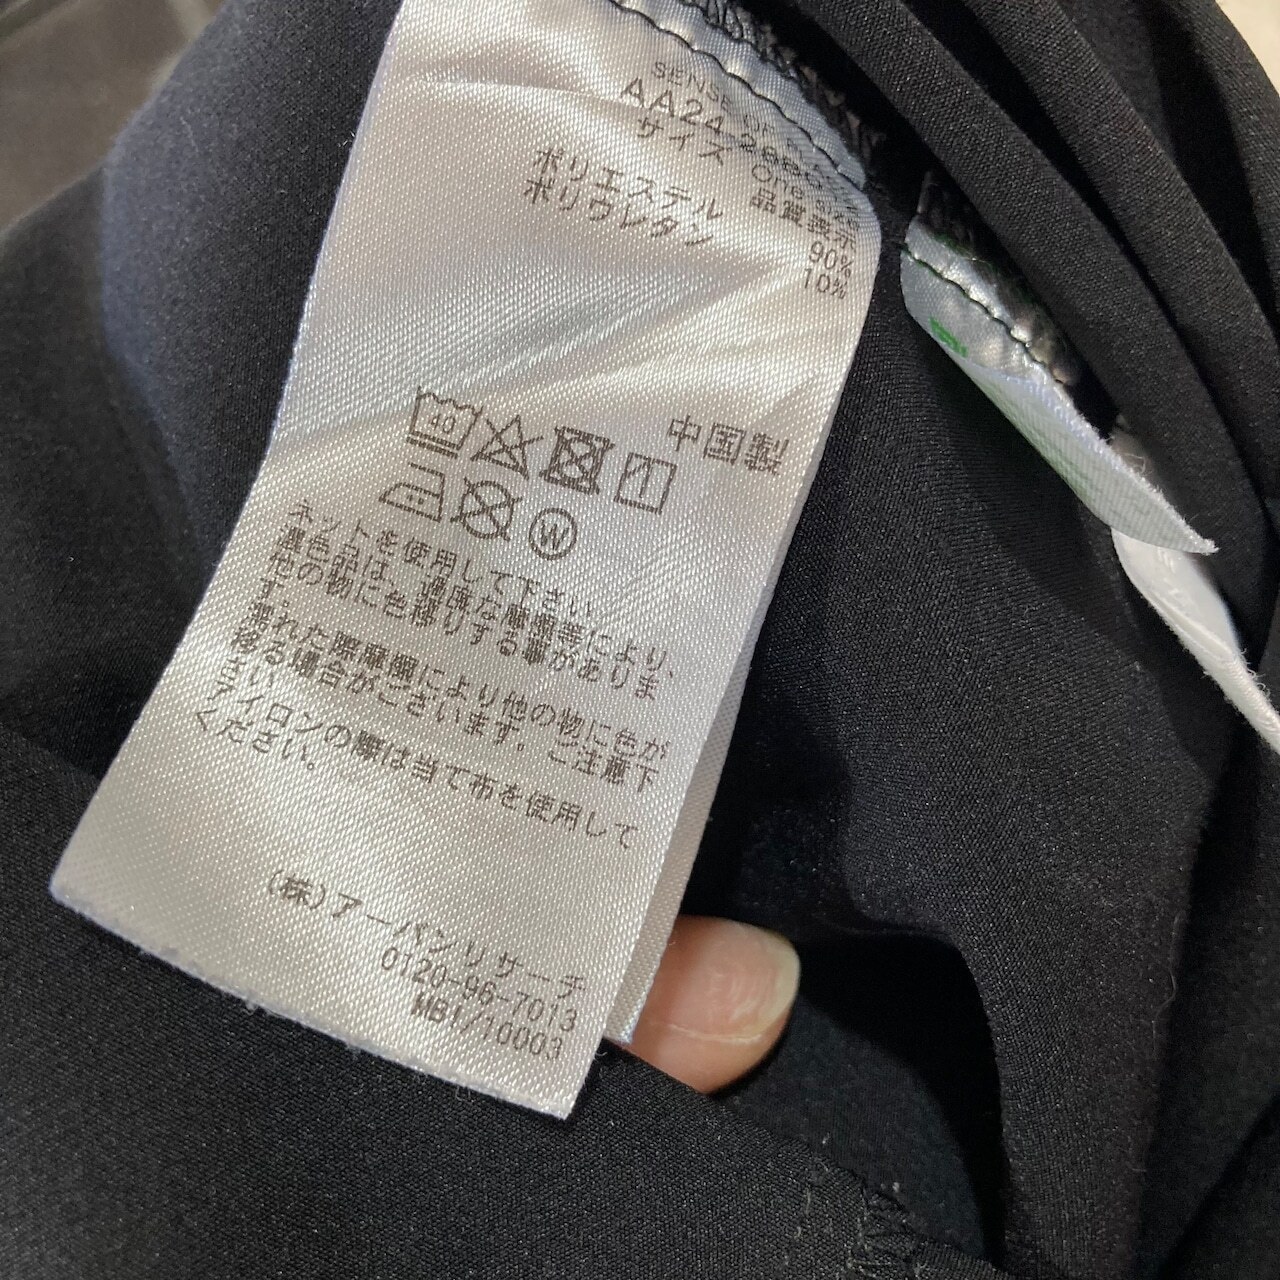 SENSE OF
AA24
サイズ One
品質表示
ポリエステル 90%
ポリウレタン 10%
中国製
40
W
ネットを使用して下さい。
濃色品は、過度な摩擦等により、
他の物に色移りする事がありま
す。
濡れた際摩擦により他の物に色が
移る場合がございます。ご注意下
さい。
アイロンの際は当て布を使用して
ください。
(株)アーバンリサーチ
0120-96-7013
MBT/10003